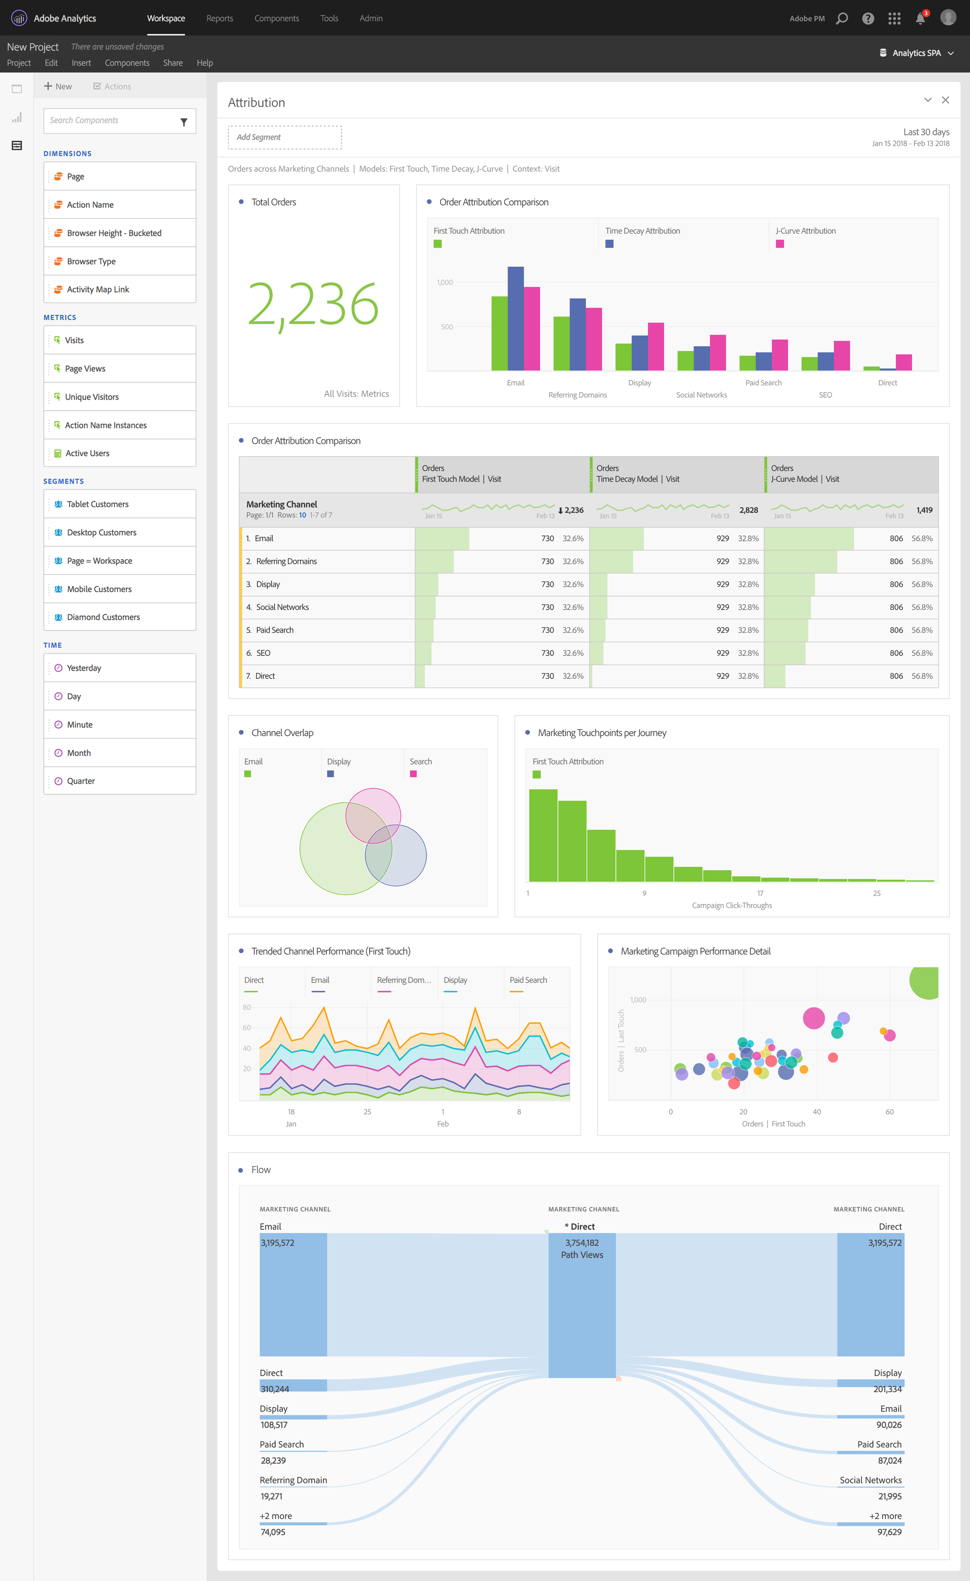 Adobe Analytics
Workspace Reports Components Tools Admin
Adobe PM
3
New Project There are unsaved changes
Project Edit Insert Components Share Help
Analytics SPA
New Actions
Search Components
DIMENSIONS
Page
Action Name
Browser Height - Bucketed
Browser Type
Activity Map Link
METRICS
Visits
Page Views
Unique Visitors
Action Name Instances
Active Users
SEGMENTS
Tablet Customers
Desktop Customers
Page = Workspace
Mobile Customers
Diamond Customers
TIME
Yesterday
Day
Minute
Month
Quarter
Attribution
Add Segment
Last 30 days
Jan 15 2018 - Feb 13 2018
Orders across Marketing Channels | Models: First Touch, Time Decay, J-Curve | Context: Visit
Total Orders
2,236
All Visits: Metrics
Order Attribution Comparison
First Touch Attribution Time Decay Attribution J-Curve Attribution
1,000
500
Email Display Paid Search Direct
Referring Domains Social Networks SEO
Order Attribution Comparison
Orders Orders Orders
First Touch Model | Visit Time Decay Model | Visit J-Curve Model | Visit
Marketing Channel
Page: 1/1 Rows: 10 1-7 of 7
Jan 15 Feb 13 2,236 Jan 15 Feb 13 2,828 Jan 15 Feb 13 1,419
1. Email 730 32.6% 929 32.8% 806 56.8%
2. Referring Domains 730 32.6% 929 32.8% 806 56.8%
3. Display 730 32.6% 929 32.8% 806 56.8%
4. Social Networks 730 32.6% 929 32.8% 806 56.8%
5. Paid Search 730 32.6% 929 32.8% 806 56.8%
6. SEO 730 32.6% 929 32.8% 806 56.8%
7. Direct 730 32.6% 929 32.8% 806 56.8%
Channel Overlap
Email Display Search
Marketing Touchpoints per Journey
First Touch Attribution
1 9 17 25
Campaign Click-Throughs
Trended Channel Performance (First Touch)
Direct Email Referring Dom... Display Paid Search
80
60
40
20
18 25 1 8
Jan Feb
Marketing Campaign Performance Detail
Orders | Last Touch
1,000
500
0 20 40 60
Orders | First Touch
Flow
MARKETING CHANNEL MARKETING CHANNEL MARKETING CHANNEL
Email * Direct Direct
3,195,572 3,754,182 3,195,572
Path Views
Direct Display
310,244 201,334
Display Email
108,517 90,026
Paid Search Paid Search
28,239 87,024
Referring Domain Social Networks
19,271 21,995
+2 more +2 more
74,095 97,629